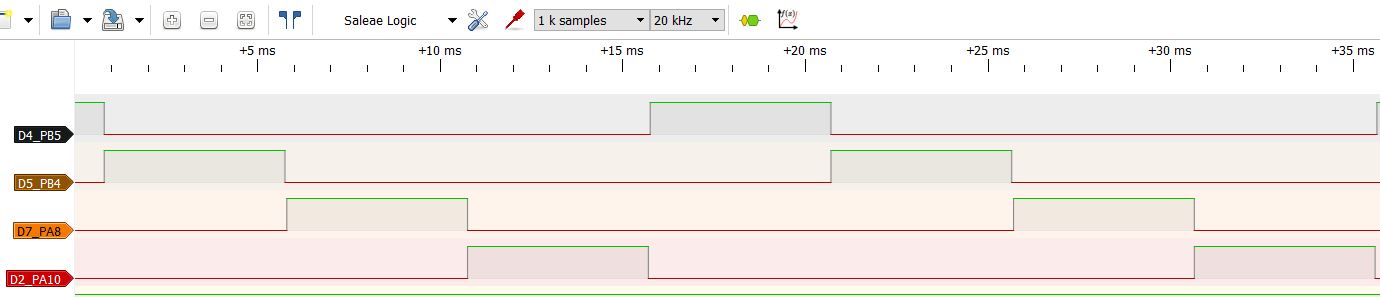 Saleae Logic 1 k samples 20 kHz f(x)
+5 ms +10 ms +15 ms +20 ms +25 ms +30 ms +35 ms
D4_PB5
D5_PB4
D7_PA8
D2_PA10